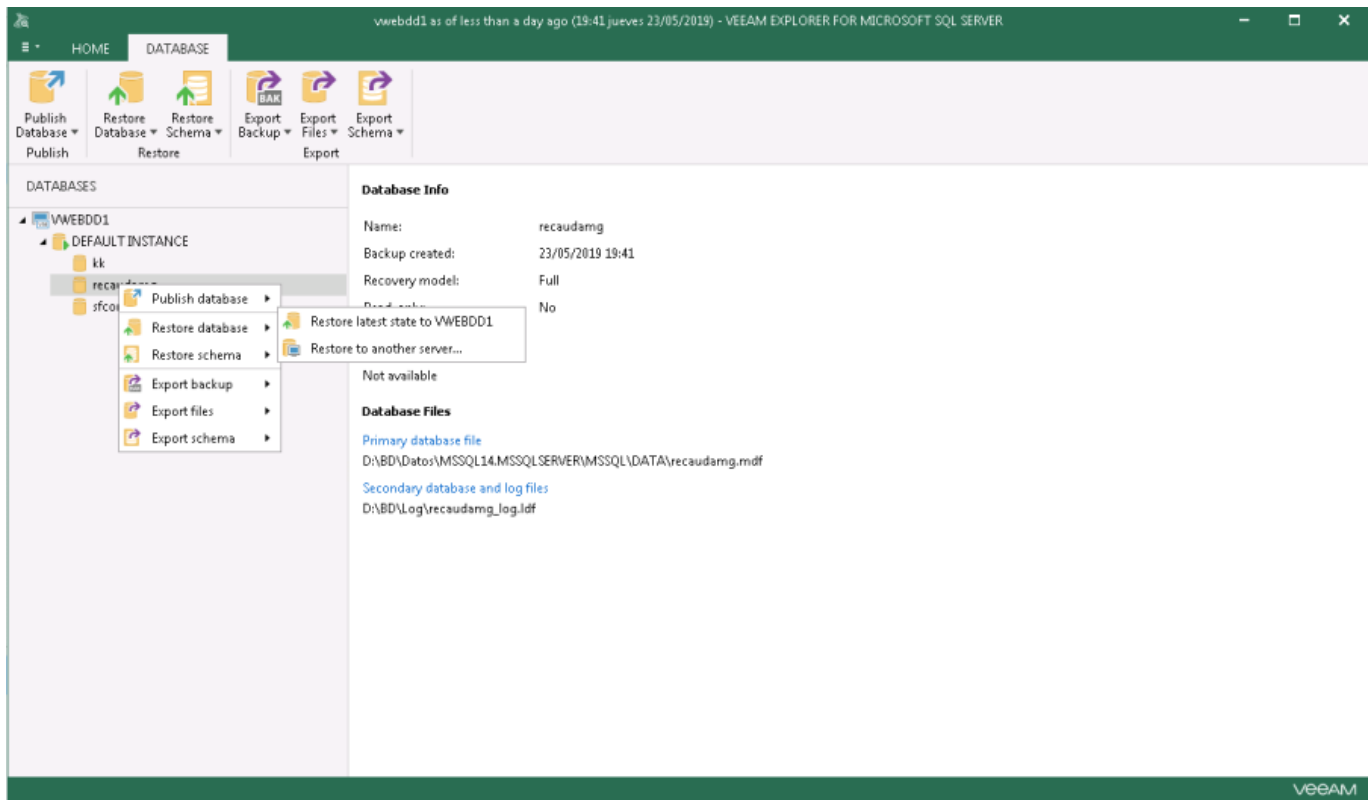 vwebdd1 as of less than a day ago (19:41 jueves 23/05/2019) - VEEAM EXPLORER FOR MICROSOFT SQL SERVER
HOME DATABASE
BAK
Publish Database Restore Database Restore Schema Export Backup Export Files Export Schema
Publish Restore Export
DATABASES
VWEBDD1
DEFAULT INSTANCE
kk
Publish database
Restore database
Restore schema
Export backup
Export files
Export schema
Restore latest state to VWEBDD1
Restore to another server...
Database Info
Name: recaudamg
Backup created: 23/05/2019 19:41
Recovery model: Full
No
Not available
Database Files
Primary database file
D:\BD\Datos\MSSQL14.MSSQLSERVER\MSSQL\DATA\recaudamg.mdf
Secondary database and log files
D:\BD\Log\recaudamg_log.ldf
veeAM